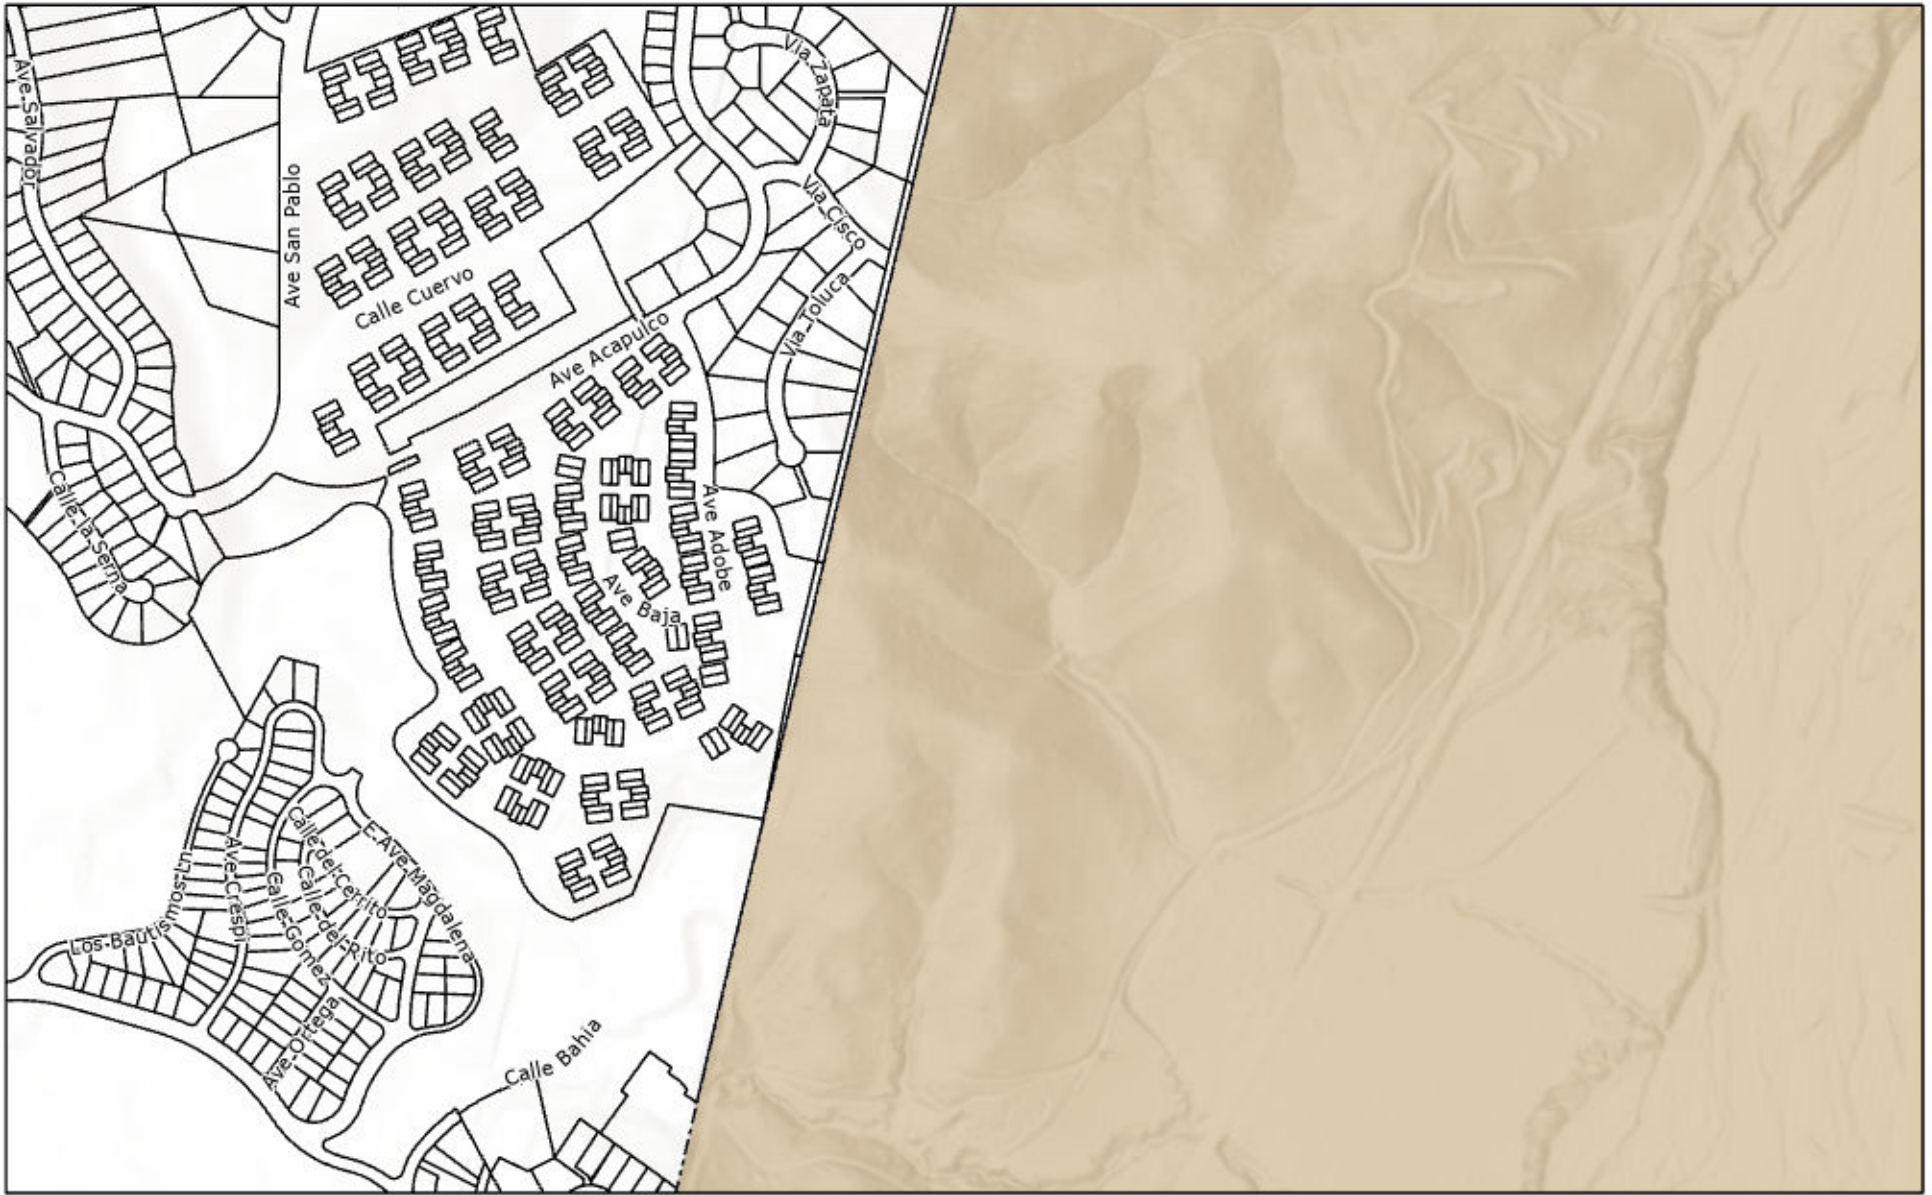 Ave Salvador
Via Zapata
Ave San Pablo
Via Cisco
Calle Cuervo
Via Toluca
Ave Acapulco
Calle la Serna
Ave Adobe
Ave Baja
Calle del Cerrito
E Ave Magdalena
Ave Crespi
Calle Gomez
Calle del Rito
Los Bautismos Ln
Ave Ortega
Calle Bahia